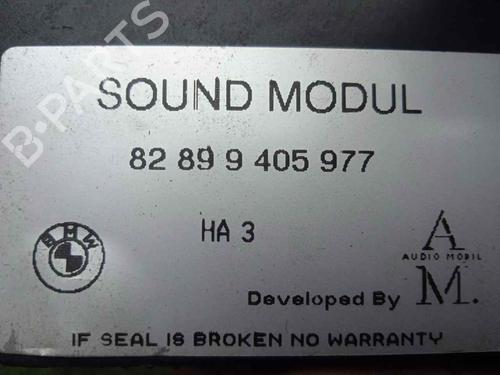 B-PARTS
SOUND MODUL
82 89 9 405 977
BMW
HA 3
A
AUDIO MOBIL
M.
Developed By
IF SEAL IS BROKEN NO WARRANTY